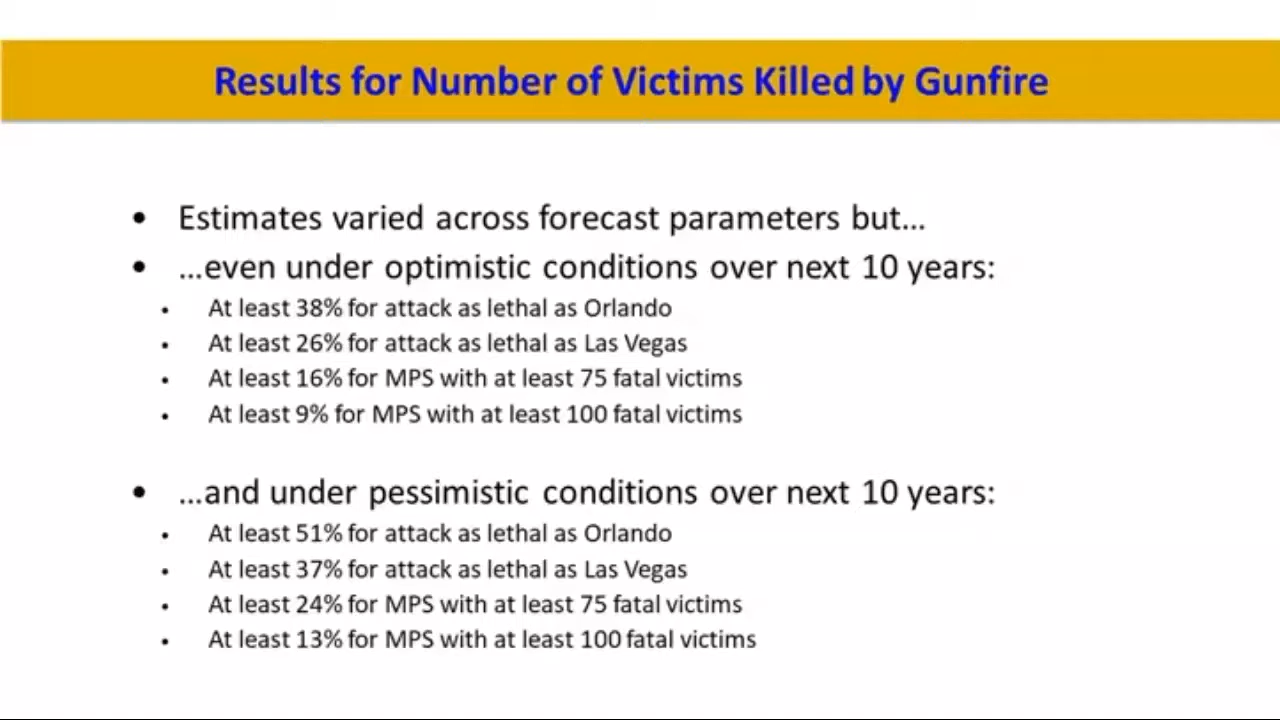 Results for Number of Victims Killed by Gunfire
• Estimates varied across forecast parameters but...
• ...even under optimistic conditions over next 10 years:
• At least 38% for attack as lethal as Orlando
• At least 26% for attack as lethal as Las Vegas
• At least 16% for MPS with at least 75 fatal victims
• At least 9% for MPS with at least 100 fatal victims
• ...and under pessimistic conditions over next 10 years:
• At least 51% for attack as lethal as Orlando
• At least 37% for attack as lethal as Las Vegas
• At least 24% for MPS with at least 75 fatal victims
• At least 13% for MPS with at least 100 fatal victims